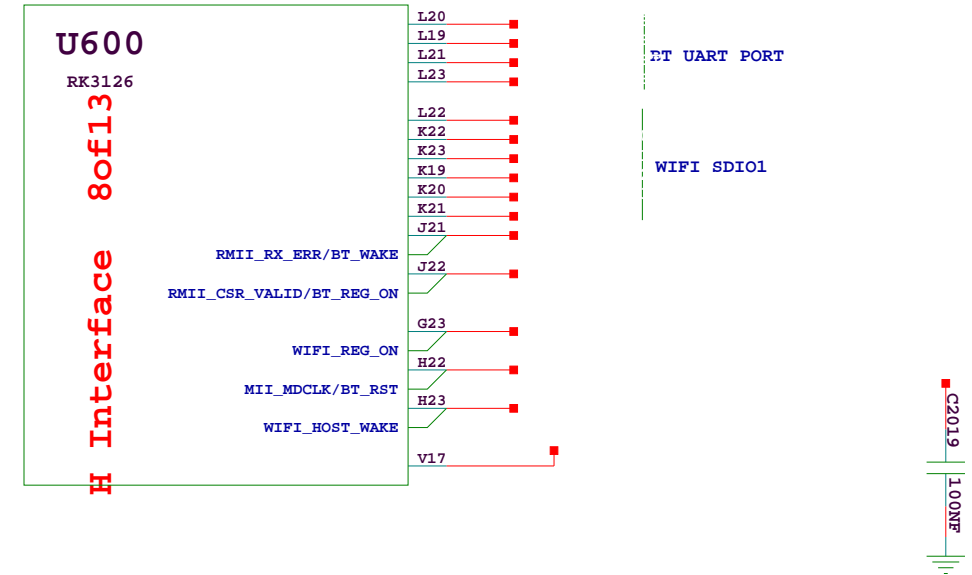 U600
RK3126
H Interface 8of13
L20
L19
L21
L23
L22
K22
K23
K19
K20
K21
J21
RMII_RX_ERR/BT_WAKE
J22
RMII_CSR_VALID/BT_REG_ON
G23
WIFI_REG_ON
H22
MII_MDCLK/BT_RST
H23
WIFI_HOST_WAKE
V17
BT UART PORT
WIFI SDIO1
C2019
100NF